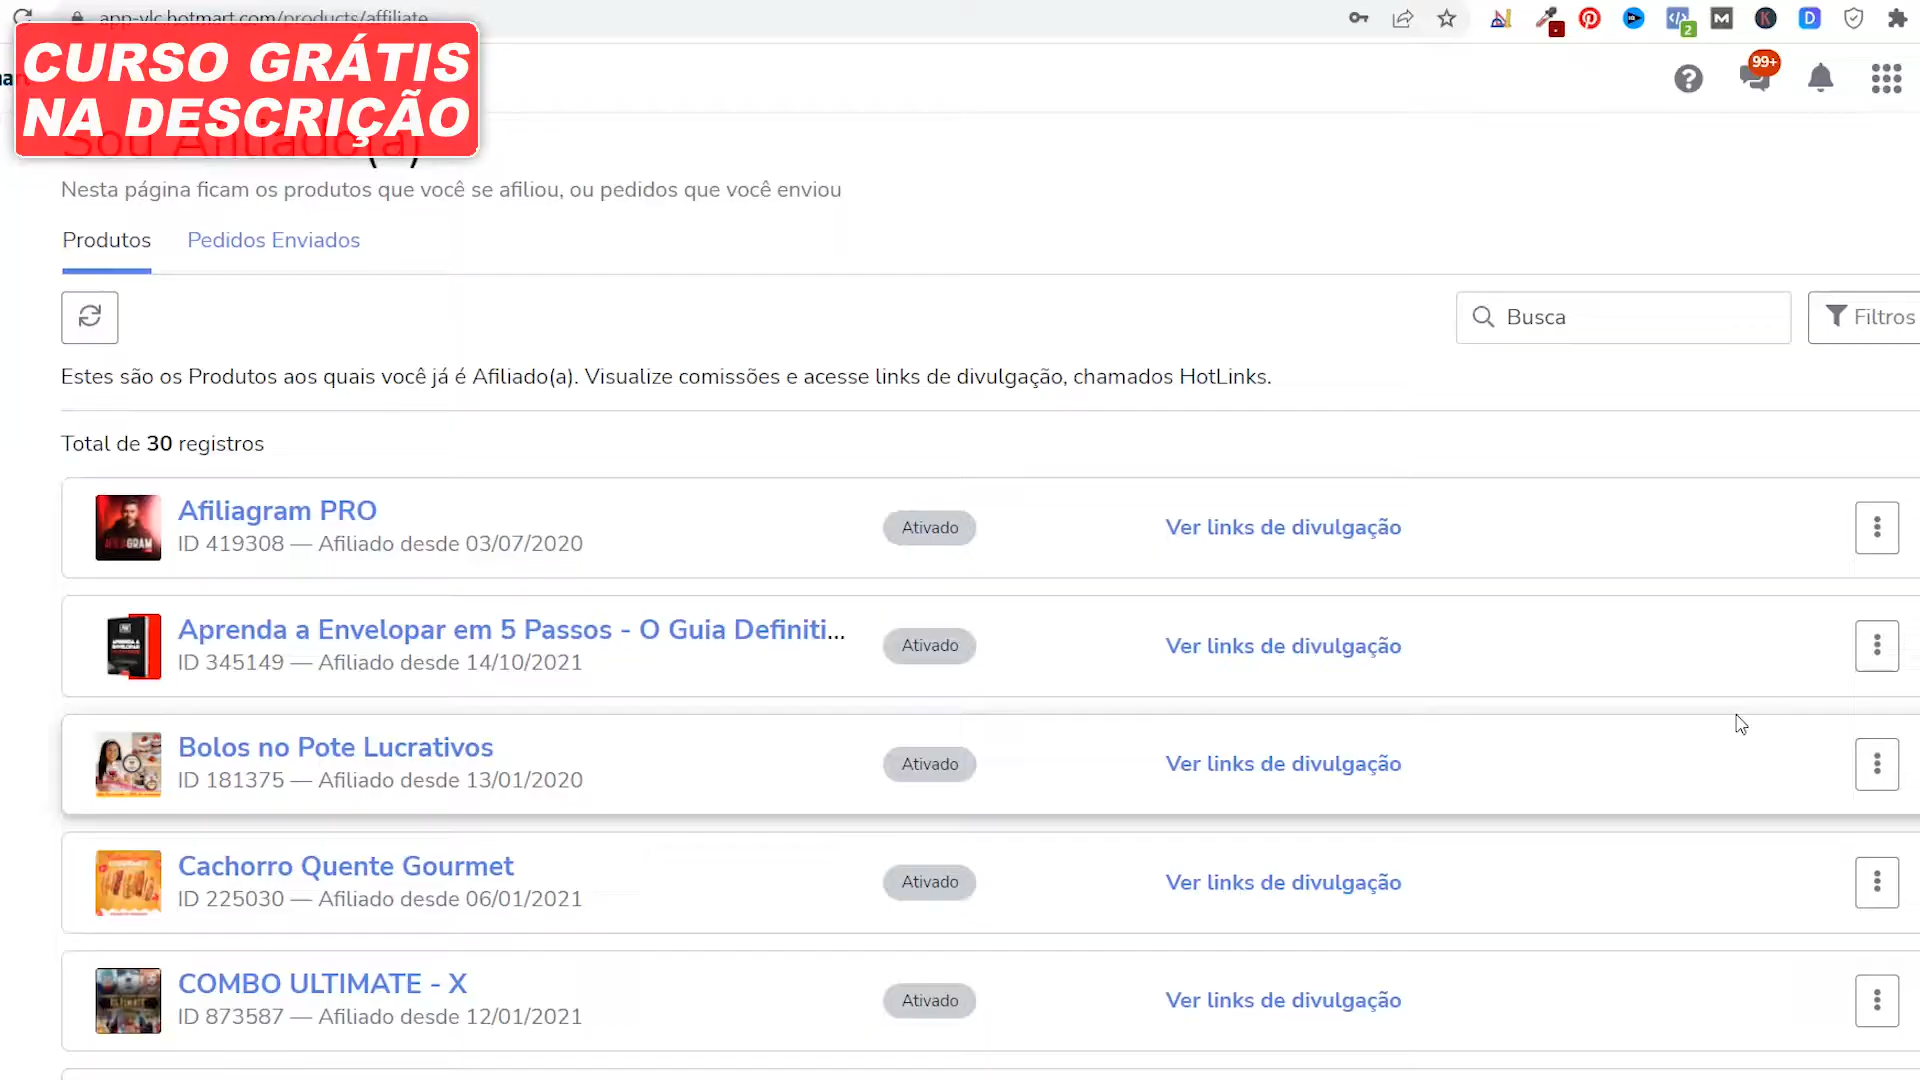 app-vlc.hotmart.com/products/affiliate
CURSO GRÁTIS
NA DESCRIÇÃO
Sou Afiliado(a)
2
99+
Nesta página ficam os produtos que você se afiliou, ou pedidos que você enviou
Produtos
Pedidos Enviados
Busca
Filtros
Estes são os Produtos aos quais você já é Afiliado(a). Visualize comissões e acesse links de divulgação, chamados HotLinks.
Total de 30 registros
Afiliagram PRO
ID 419308 — Afiliado desde 03/07/2020
Ativado
Ver links de divulgação
Aprenda a Envelopar em 5 Passos - O Guia Definiti...
ID 345149 — Afiliado desde 14/10/2021
Ativado
Ver links de divulgação
Bolos no Pote Lucrativos
ID 181375 — Afiliado desde 13/01/2020
Ativado
Ver links de divulgação
Cachorro Quente Gourmet
ID 225030 — Afiliado desde 06/01/2021
Ativado
Ver links de divulgação
COMBO ULTIMATE - X
ID 873587 — Afiliado desde 12/01/2021
Ativado
Ver links de divulgação